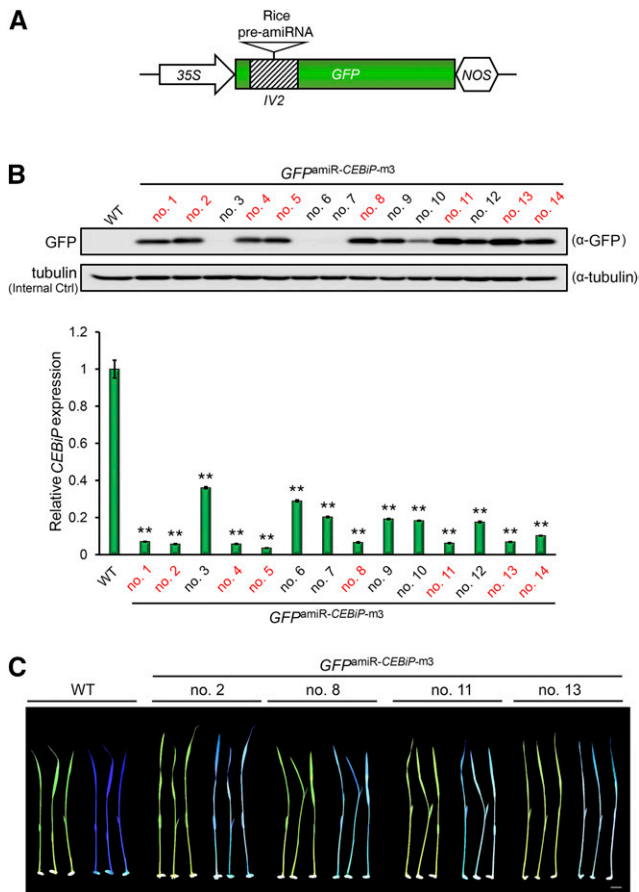 A
Rice
pre-amiRNA
35S
GFP
NOS
IV2
B
GFPamiR-CEBiP-m3
WT no. 1 no. 2 no. 3 no. 4 no. 5 no. 6 no. 7 no. 8 no. 9 no. 10 no. 11 no. 12 no. 13 no. 14
GFP (α-GFP)
tubulin (α-tubulin)
(Internal Ctrl)
Relative CEBiP expression
1.2
1
0.8
0.6
0.4
0.2
0
** ** ** ** ** ** ** ** ** ** ** ** ** **
WT no. 1 no. 2 no. 3 no. 4 no. 5 no. 6 no. 7 no. 8 no. 9 no. 10 no. 11 no. 12 no. 13 no. 14
GFPamiR-CEBiP-m3
C
GFPamiR-CEBiP-m3
WT no. 2 no. 8 no. 11 no. 13